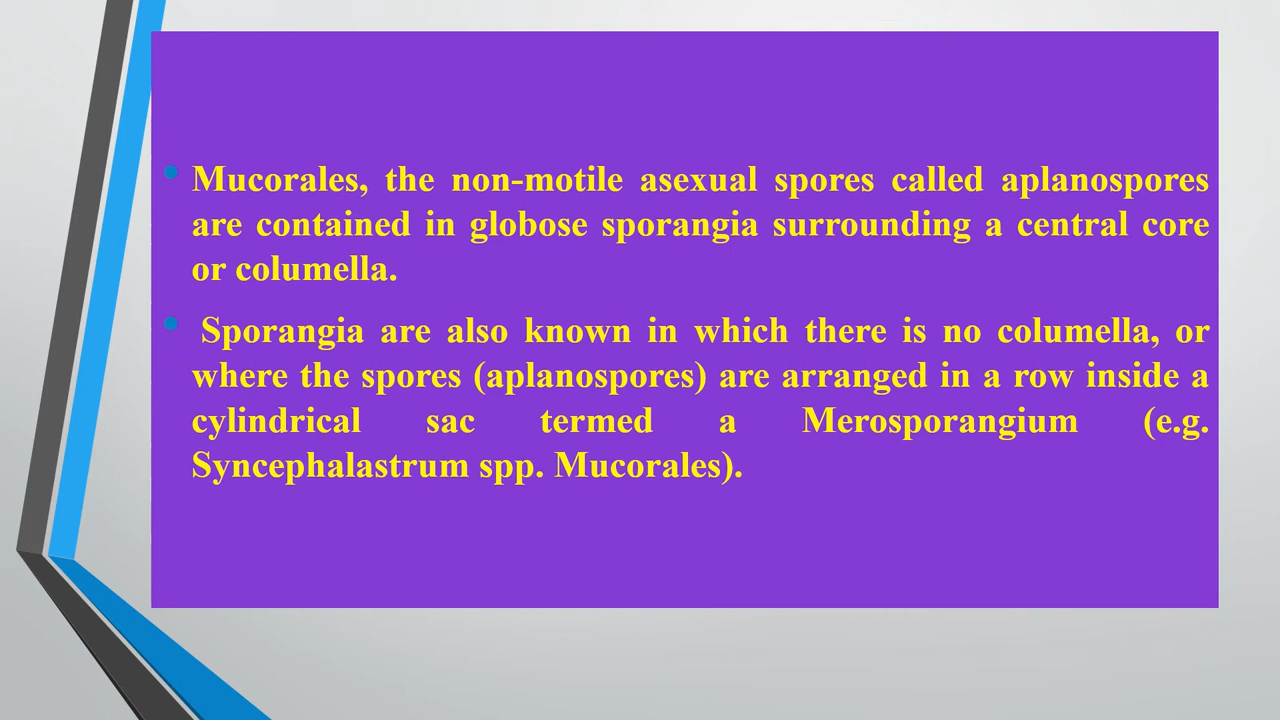 • Mucorales, the non-motile asexual spores called aplanospores
are contained in globose sporangia surrounding a central core
or columella.
• Sporangia are also known in which there is no columella, or
where the spores (aplanospores) are arranged in a row inside a
cylindrical sac termed a Merosporangium (e.g.
Syncephalastrum spp. Mucorales).